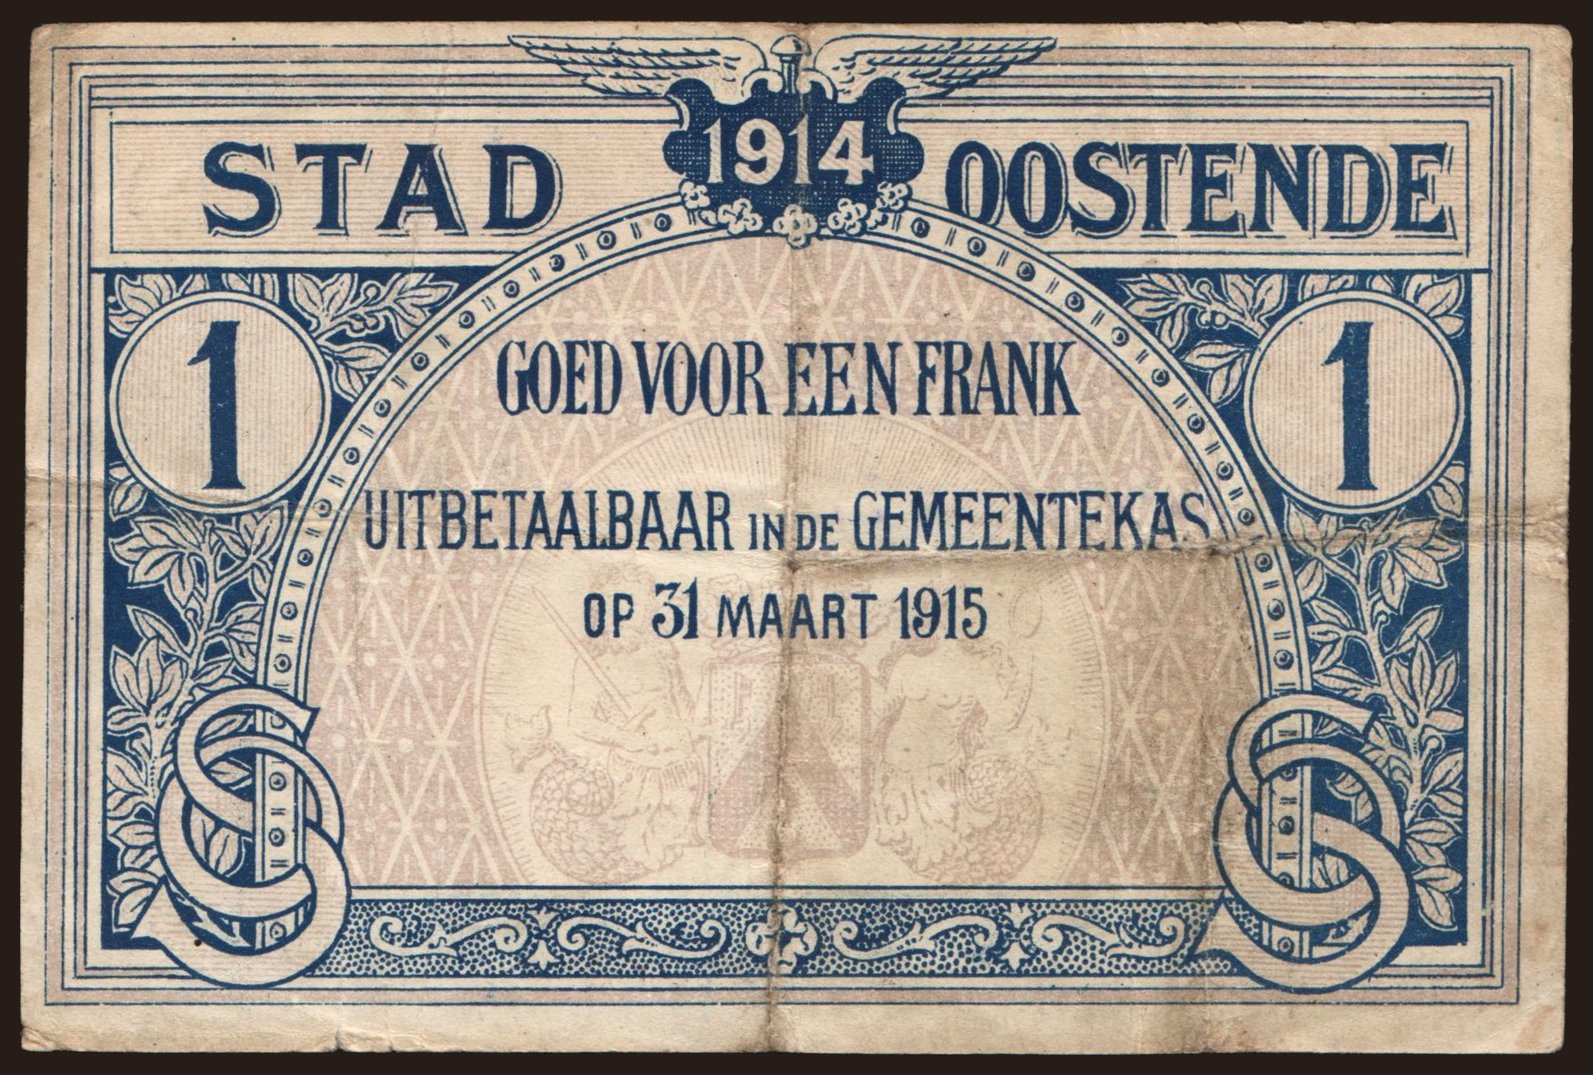 1914
STAD OOSTENDE
1 1
GOED VOOR EEN FRANK
UITBETAALBAAR IN DE GEMEENTEKAS
OP 31 MAART 1915